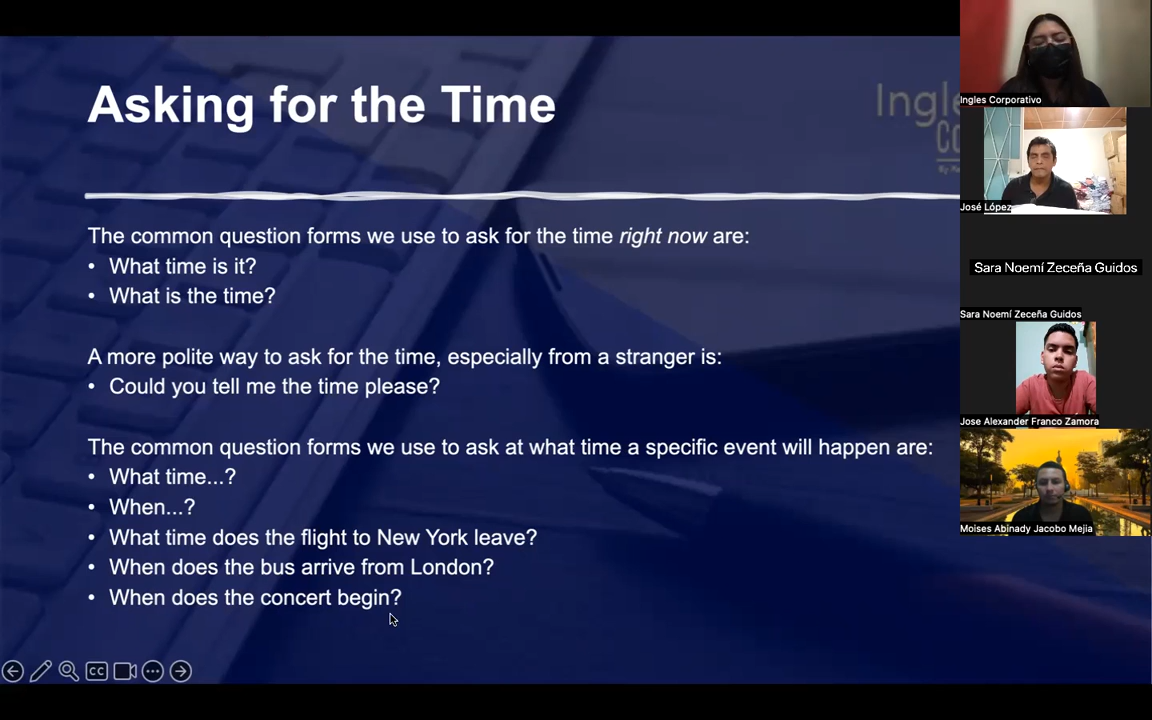 Asking for the Time
Ingle
The common question forms we use to ask for the time right now are:
• What time is it?
• What is the time?
A more polite way to ask for the time, especially from a stranger is:
• Could you tell me the time please?
The common question forms we use to ask at what time a specific event will happen are:
• What time...?
• When...?
• What time does the flight to New York leave?
• When does the bus arrive from London?
• When does the concert begin?
CC
Ingles Corporativo
José López
Sara Noemí Zeceña Guidos
Sara Noemí Zeceña Guidos
Jose Alexander Franco Zamora
Moises Abinady Jacobo Mejia